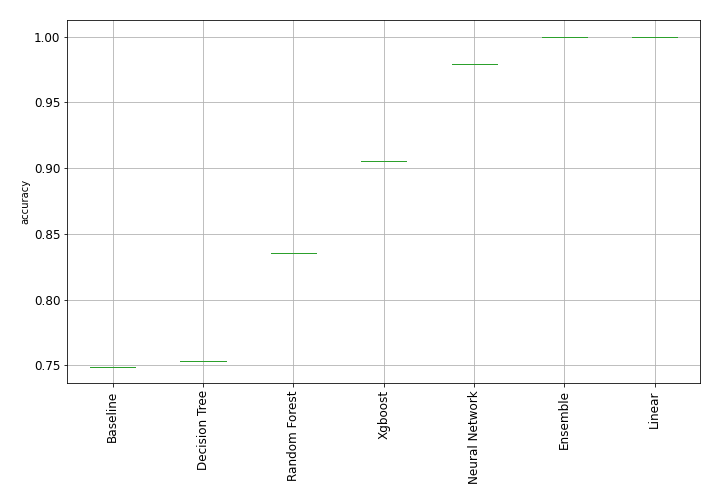 1.00
0.95
0.90
0.85
0.80
0.75
accuracy
Baseline
Decision Tree
Random Forest
Xgboost
Neural Network
Ensemble
Linear